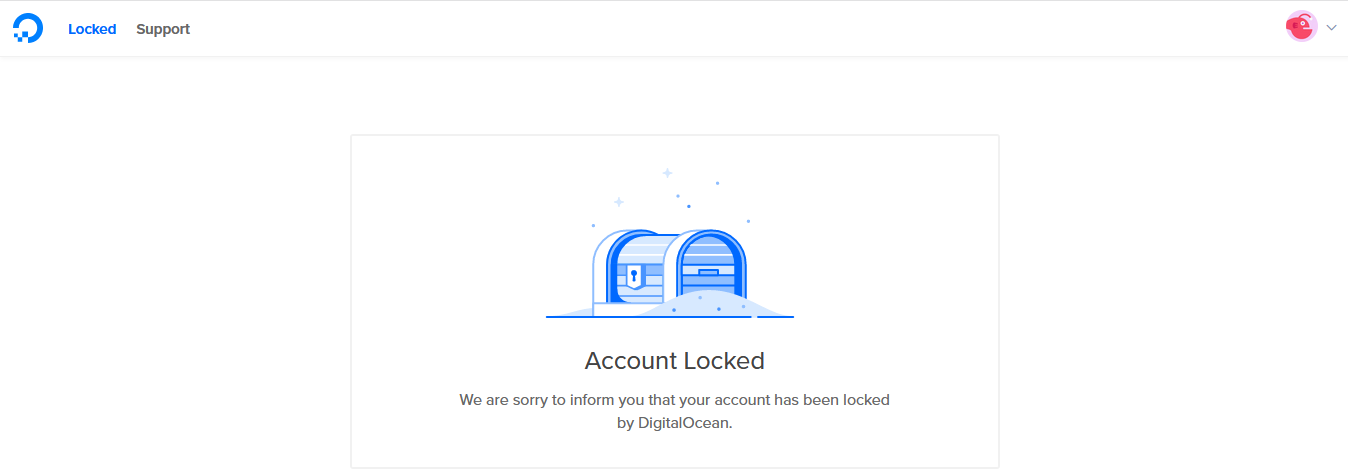 Locked Support
Account Locked
We are sorry to inform you that your account has been locked
by DigitalOcean.